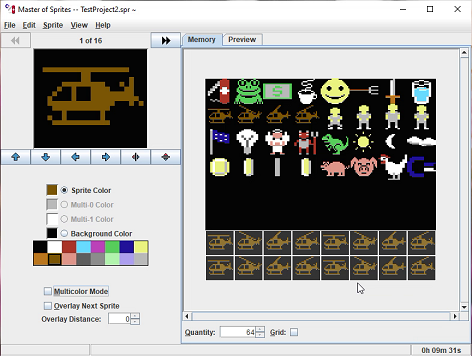 Master of Sprites -- TestProject2.spr ~
File Edit Sprite View Help
1 of 16
Memory Preview
Sprite Color
Multi-0 Color
Multi-1 Color
Background Color
Multicolor Mode
Overlay Next Sprite
Overlay Distance: 0
Quantity: 64 Grid:
0h 09m 31s